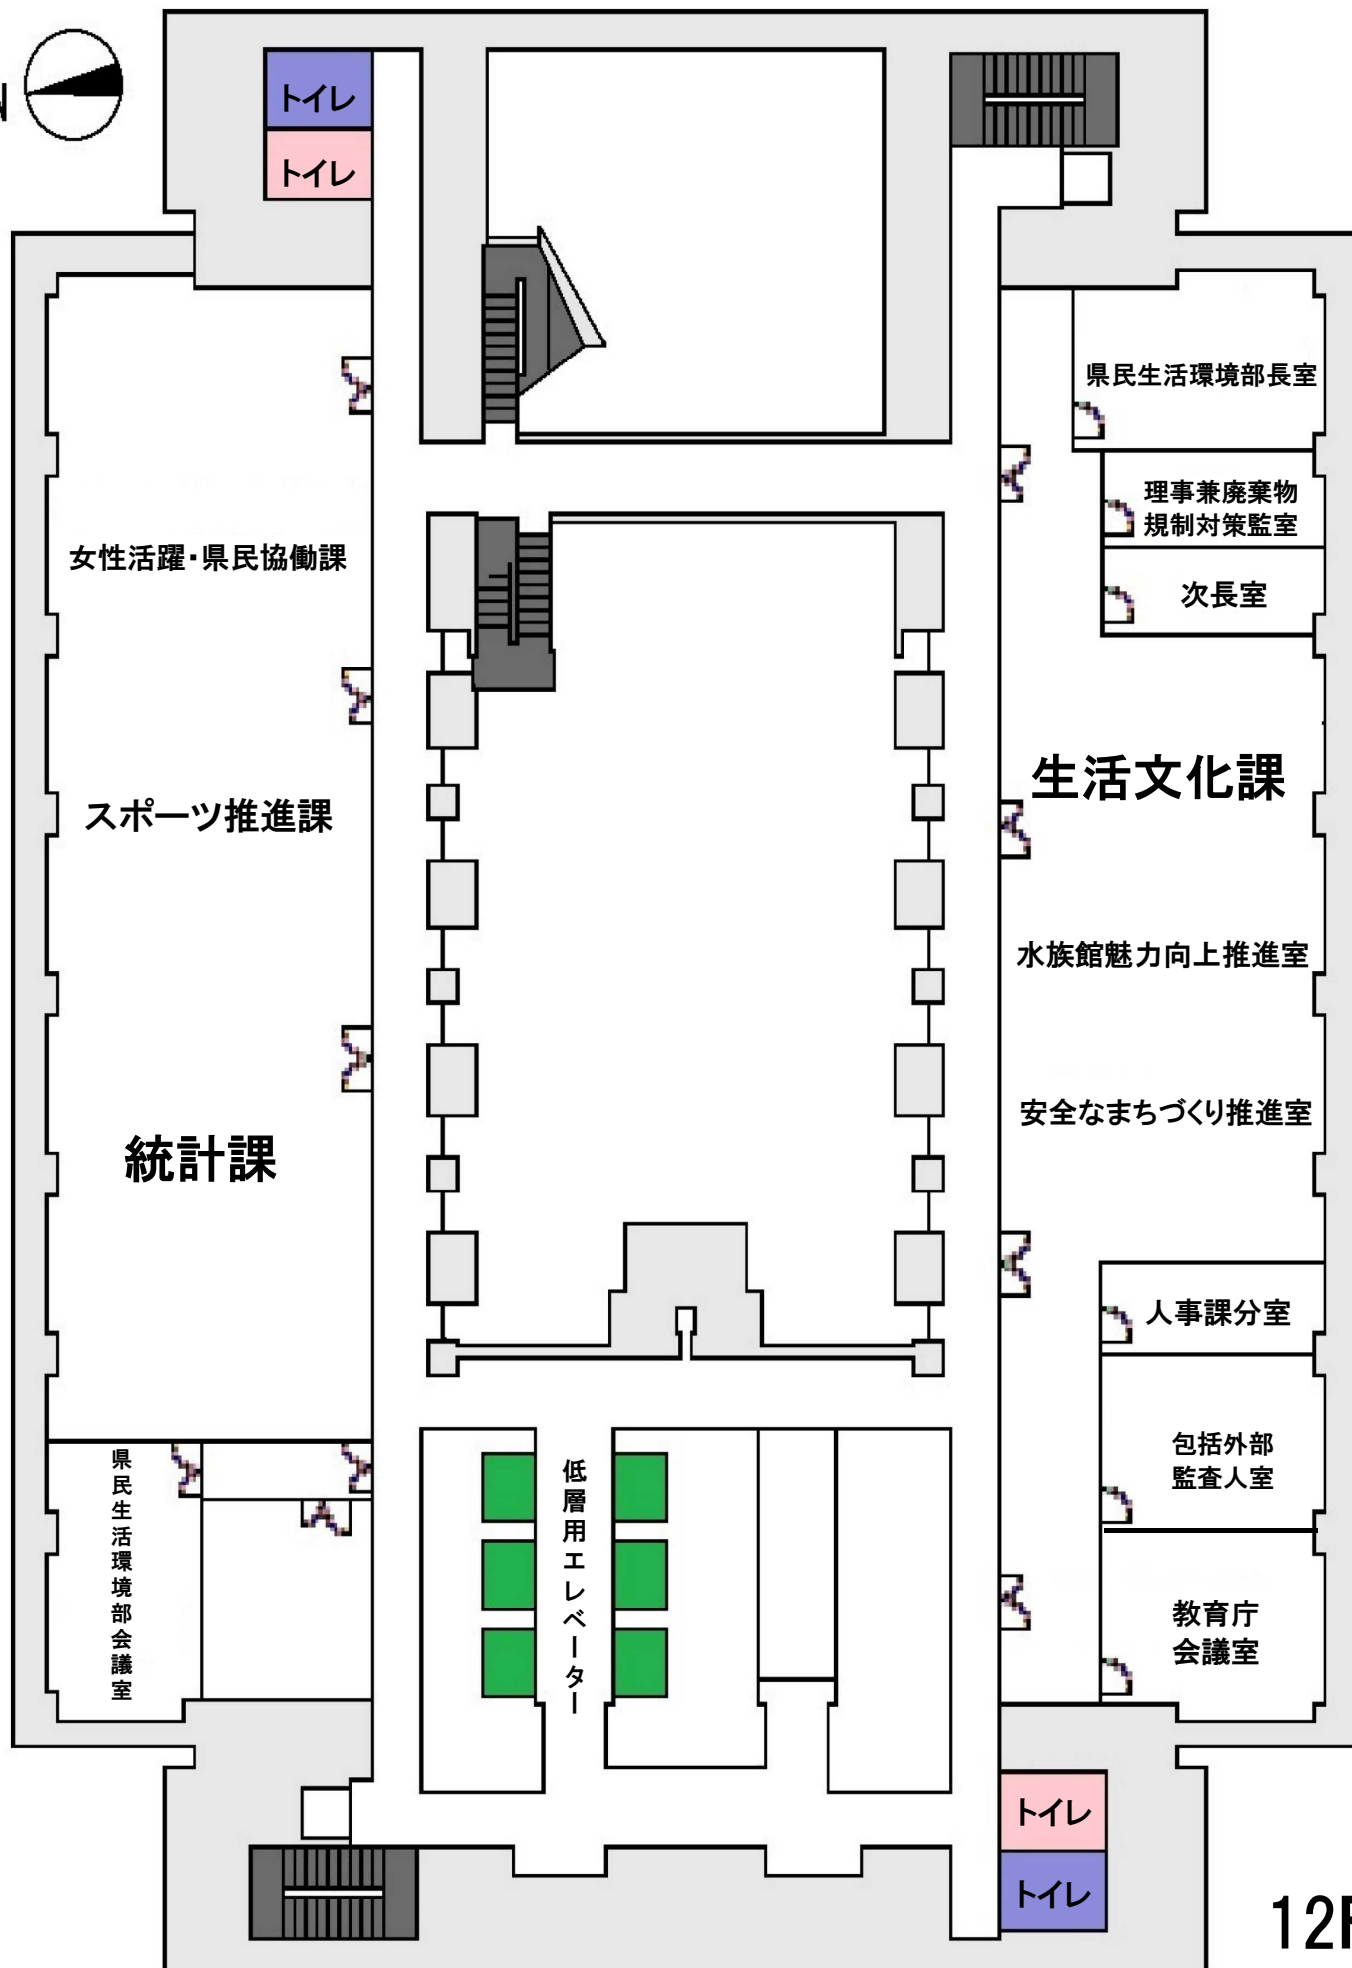 N
トイレ
トイレ
県民生活環境部長室
理事兼廃棄物
規制対策監室
次長室
女性活躍・県民協働課
スポーツ推進課
生活文化課
水族館魅力向上推進室
安全なまちづくり推進室
統計課
人事課分室
包括外部
監査人室
教育庁
会議室
県民生活環境部会議室
低層用エレベーター
トイレ
トイレ
12F